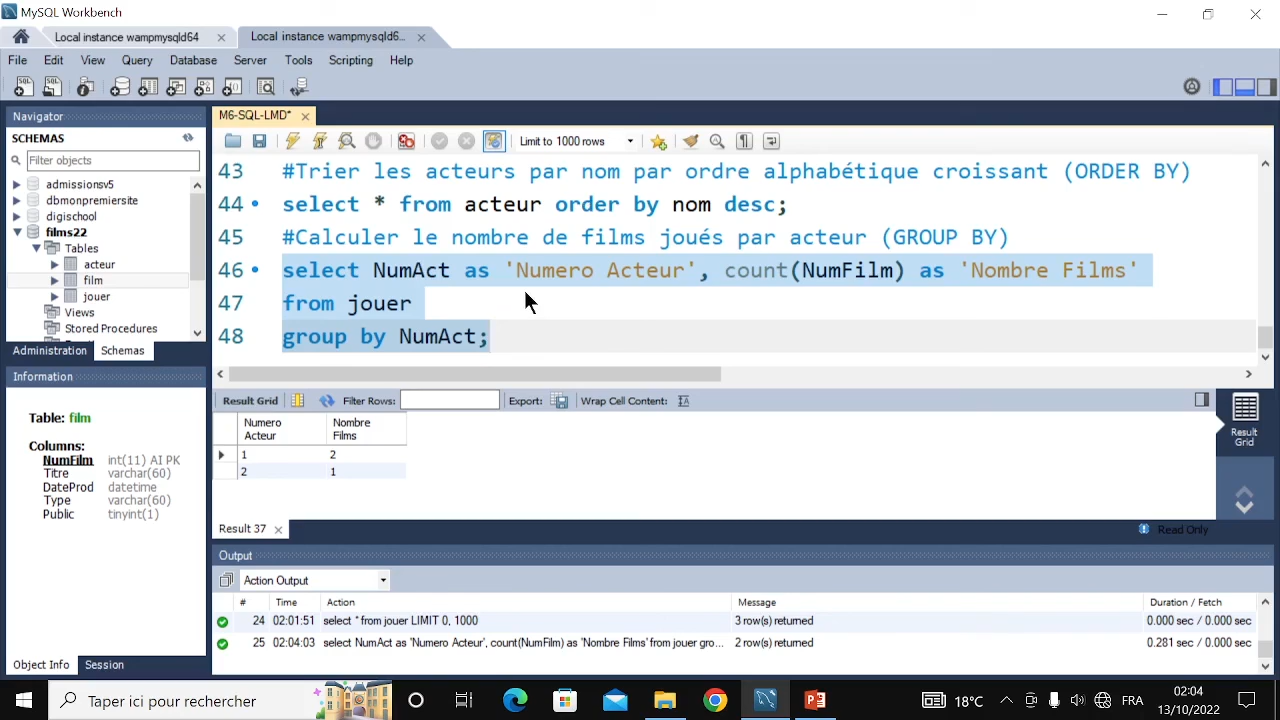 MySQL Workbench
Local instance wampmysqld64
Local instance wampmysqld6...
File Edit View Query Database Server Tools Scripting Help
Navigator
M6-SQL-LMD*
SCHEMAS
Limit to 1000 rows
Filter objects
admissionsv5
dbmonpremiersite
digischool
films22
Tables
acteur
film
jouer
Views
Stored Procedures
Administration Schemas
43 #Trier les acteurs par nom par ordre alphabétique croissant (ORDER BY)
44 select * from acteur order by nom desc;
45 #Calculer le nombre de films joués par acteur (GROUP BY)
46 select NumAct as 'Numero Acteur', count(NumFilm) as 'Nombre Films'
47 from jouer
48 group by NumAct;
Information
Table: film
Columns:
NumFilm int(11) AI PK
Titre varchar(60)
DateProd datetime
Type varchar(60)
Public tinyint(1)
Object Info Session
Result Grid Filter Rows: Export: Wrap Cell Content:
Numero Acteur Nombre Films
1 2
2 1
Result Grid
Result 37
Read Only
Output
Action Output
# Time Action Message Duration / Fetch
24 02:01:51 select * from jouer LIMIT 0, 1000 3 row(s) returned 0.000 sec / 0.000 sec
25 02:04:03 select NumAct as 'Numero Acteur', count(NumFilm) as 'Nombre Films' from jouer gro... 2 row(s) returned 0.281 sec / 0.000 sec
Taper ici pour rechercher
18°C
FRA
02:04
13/10/2022